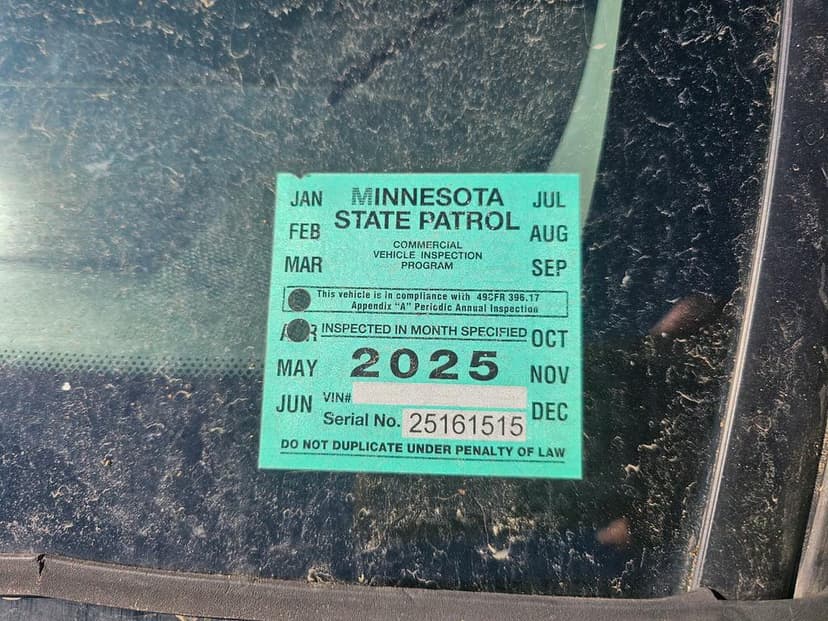 MINNESOTA
STATE PATROL
COMMERCIAL
VEHICLE INSPECTION
PROGRAM
JAN
FEB
MAR
JUL
AUG
SEP
This vehicle is in compliance with 49CFR 396.17
Appendix "A" Periodic Annual Inspection
INSPECTED IN MONTH SPECIFIED
2025
MAY
JUN
OCT
NOV
DEC
VIN#
Serial No. 25161515
DO NOT DUPLICATE UNDER PENALTY OF LAW